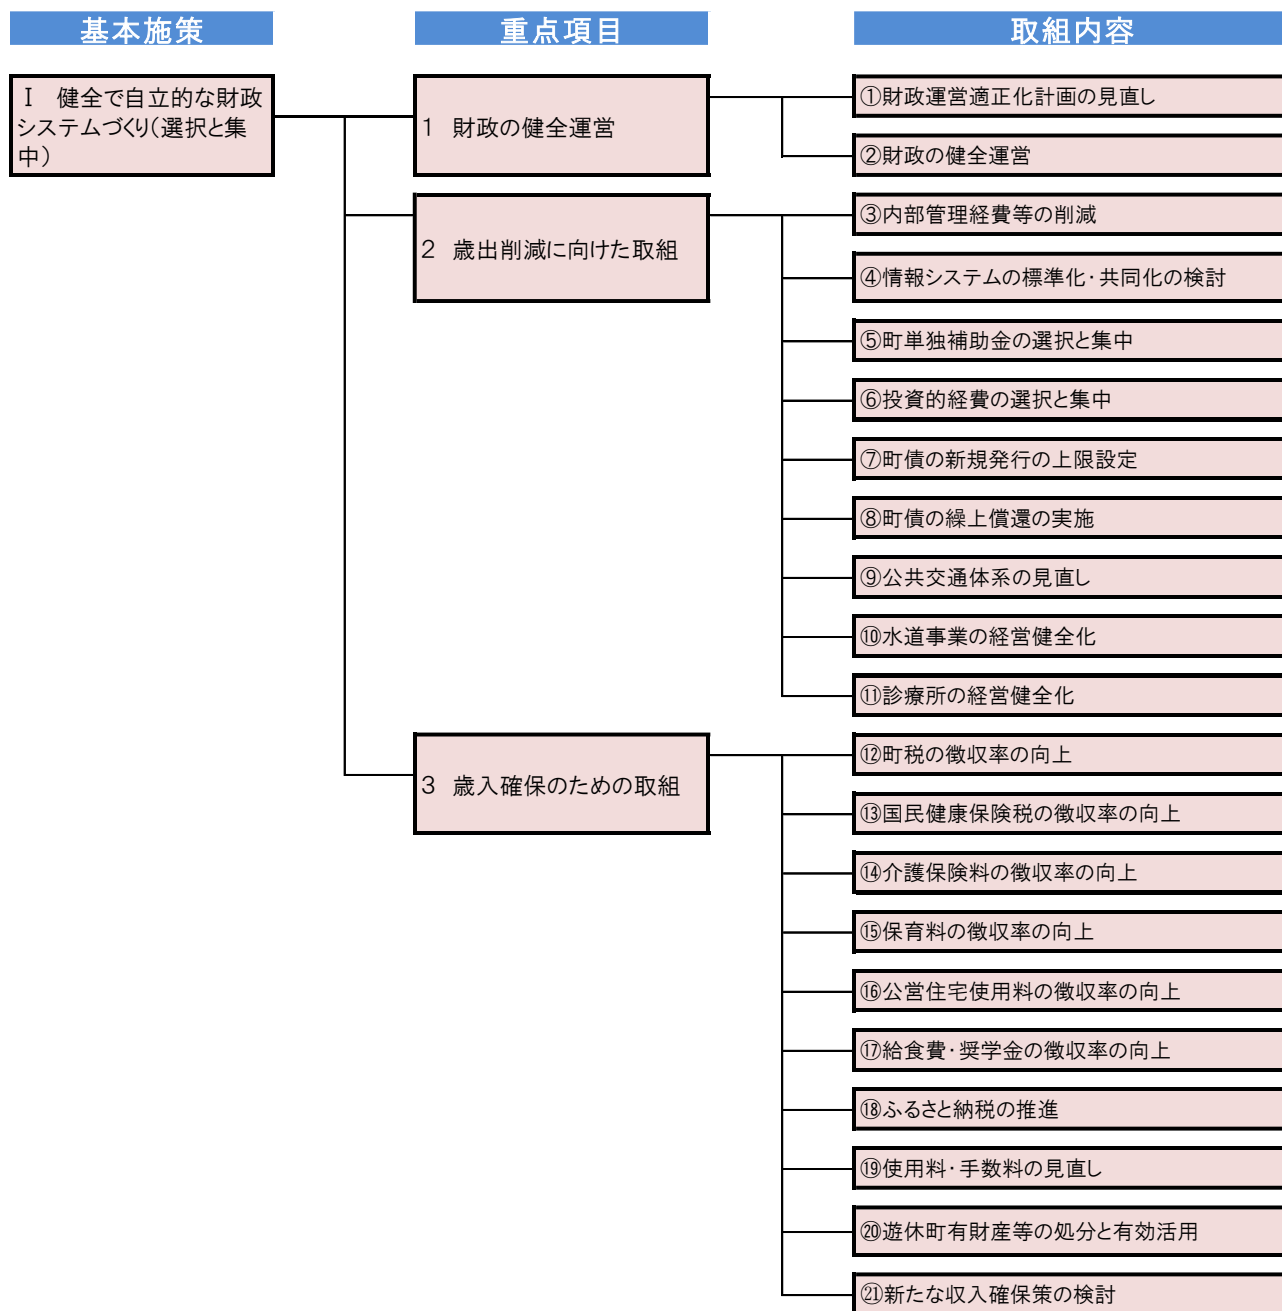 基本施策
重点項目
取組内容
Ⅰ　健全で自立的な財政
システムづくり(選択と集
中)
1　財政の健全運営
①財政運営適正化計画の見直し
②財政の健全運営
2　歳出削減に向けた取組
③内部管理経費等の削減
④情報システムの標準化・共同化の検討
⑤町単独補助金の選択と集中
⑥投資的経費の選択と集中
⑦町債の新規発行の上限設定
⑧町債の繰上償還の実施
⑨公共交通体系の見直し
⑩水道事業の経営健全化
⑪診療所の経営健全化
3　歳入確保のための取組
⑫町税の徴収率の向上
⑬国民健康保険税の徴収率の向上
⑭介護保険料の徴収率の向上
⑮保育料の徴収率の向上
⑯公営住宅使用料の徴収率の向上
⑰給食費・奨学金の徴収率の向上
⑱ふるさと納税の推進
⑲使用料・手数料の見直し
⑳遊休町有財産等の処分と有効活用
㉑新たな収入確保策の検討